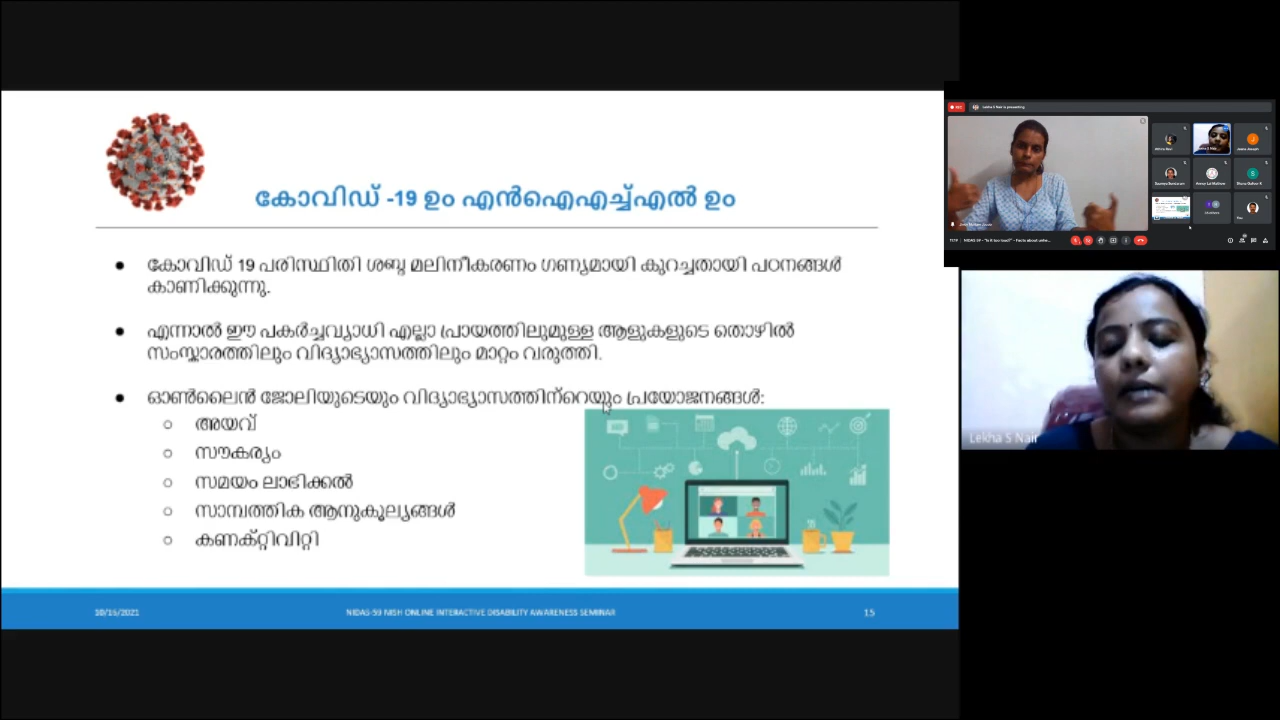 കോവിഡ് -19 ഉം എൻഐഎച്ച്എൽ ഉം
കോവിഡ് 19 പരിസ്ഥിതി ശബ്ദ മലിനീകരണം ഗണ്യമായി കുറച്ചതായി പഠനങ്ങൾ
കാണിക്കുന്നു.
എന്നാൽ ഈ പകർച്ചവ്യാധി എല്ലാ പ്രായത്തിലുമുള്ള ആളുകളുടെ തൊഴിൽ
സംസ്കാരത്തിലും വിദ്യാഭ്യാസത്തിലും മാറ്റം വരുത്തി.
ഓൺലൈൻ ജോലിയുടെയും വിദ്യാഭ്യാസത്തിന്റെയും പ്രയോജനങ്ങൾ:
അയവ്
സൗകര്യം
സമയം ലാഭിക്കൽ
സാമ്പത്തിക ആനുകൂല്യങ്ങൾ
കണക്റ്റിവിറ്റി
10/16/2021 NIDAS-59 NISH ONLINE INTERACTIVE DISABILITY AWARENESS SEMINAR 15
REC Lekha S Nair is presenting
Lekha S Nair